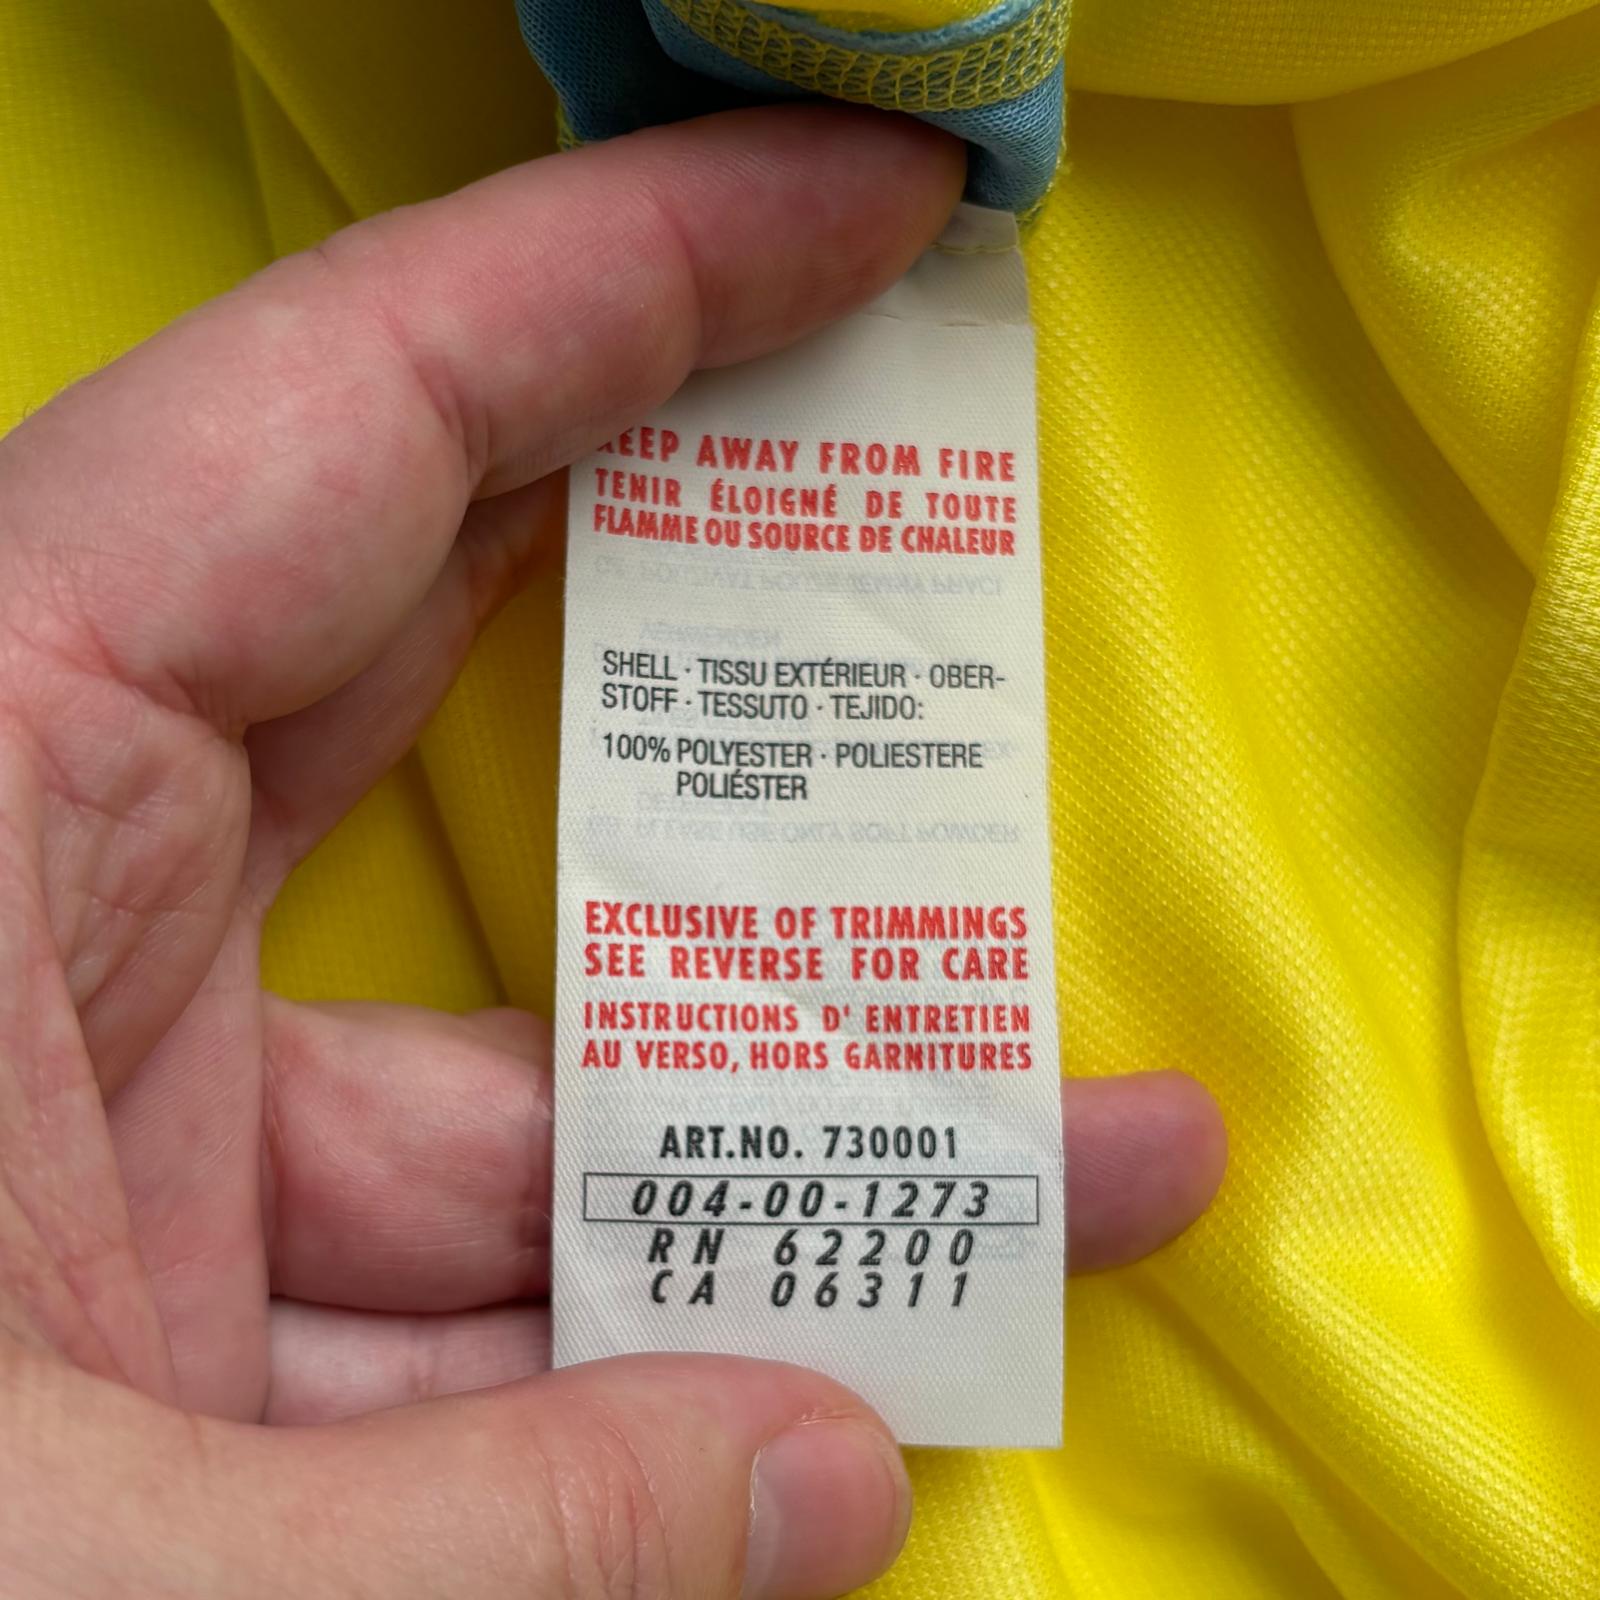 KEEP AWAY FROM FIRE
TENIR ÉLOIGNÉ DE TOUTE
FLAMME OU SOURCE DE CHALEUR
SHELL · TISSU EXTÉRIEUR · OBER-
STOFF · TESSUTO · TEJIDO:
100% POLYESTER · POLIESTERE
POLIÉSTER
EXCLUSIVE OF TRIMMINGS
SEE REVERSE FOR CARE
INSTRUCTIONS D' ENTRETIEN
AU VERSO, HORS GARNITURES
ART.NO. 730001
004-00-1273
RN 62200
CA 06311